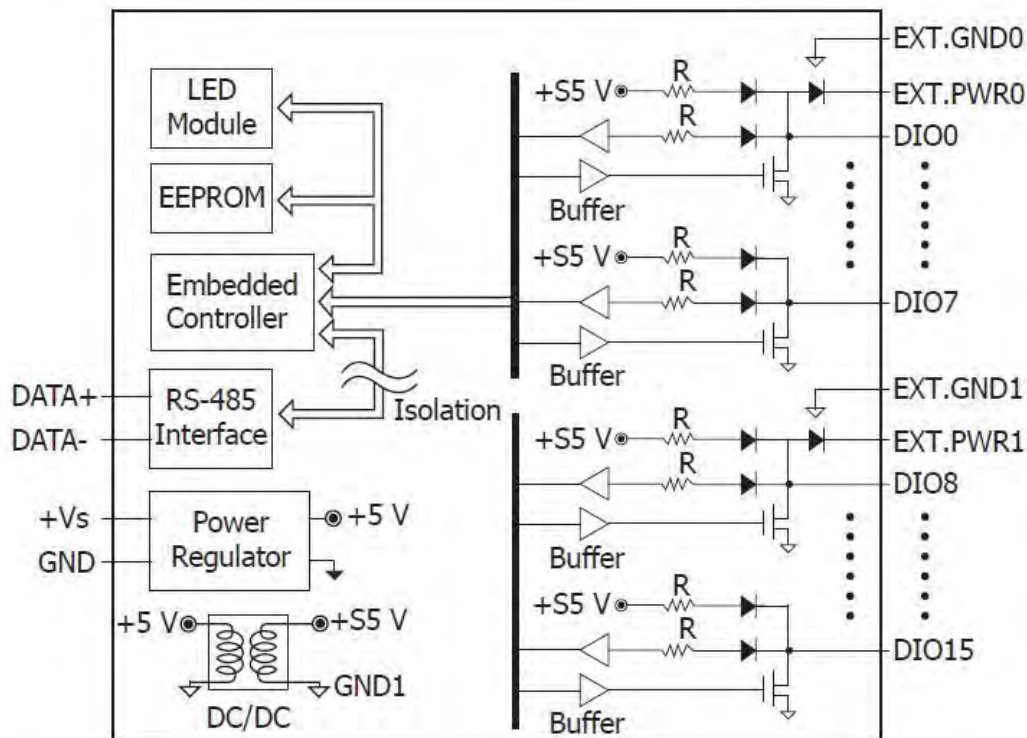 LED
Module
EEPROM
Embedded
Controller
DATA+
DATA-
RS-485
Interface
Isolation
+Vs
GND
Power
Regulator
+5 V
+5 V
+S5 V
GND1
DC/DC
EXT.GND0
R
+S5 V
EXT.PWR0
R
DIO0
Buffer
R
+S5 V
R
DIO7
Buffer
EXT.GND1
R
+S5 V
EXT.PWR1
R
DIO8
Buffer
R
+S5 V
R
DIO15
Buffer